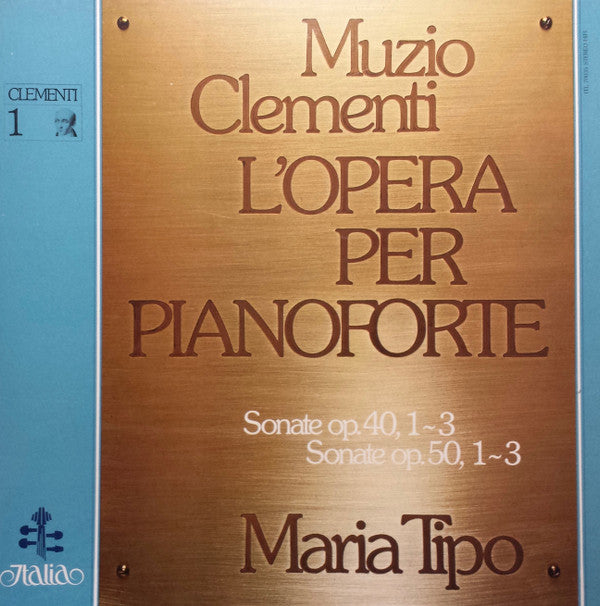 CLEMENTI
1
Muzio
Clementi
L'OPERA
PER
PIANOFORTE
Sonate op.40, 1~3
Sonate op.50, 1~3
Maria Tipo
Italia